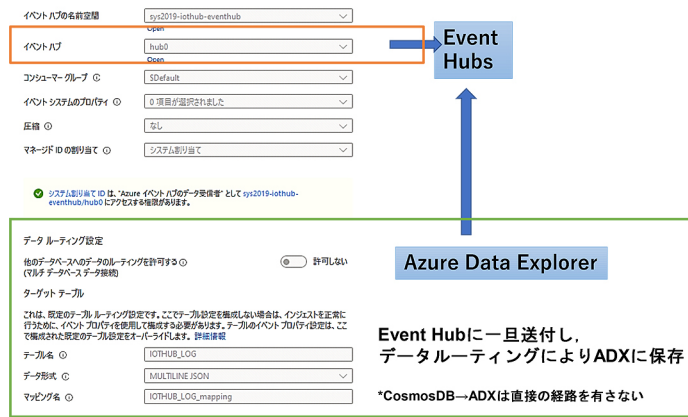 イベント ハブの名前空間
sys2019-iothub-eventhub
Open
イベント ハブ
hub0
Open
コンシューマー グループ
$Default
イベント システムのプロパティ
0 項目が選択されました
圧縮
なし
マネージド ID の割り当て
システム割り当て
システム割り当て ID は、"Azure イベント ハブのデータ受信者" として sys2019-iothub-
eventhub/hub0 にアクセスする権限があります。
Event
Hubs
データ ルーティング設定
他のデータベースへのデータのルーティングを許可する
(マルチ データベース データ接続)
許可しない
ターゲット テーブル
これは、既定のテーブル ルーティング設定です。ここでテーブル設定を構成しない場合は、インジェストを正常に
行うために、イベント プロパティを使用して構成する必要があります。テーブルのイベント プロパティ設定は、ここ
で構成された既定のテーブル設定をオーバーライドします。 詳細情報
テーブル名
IOTHUB_LOG
データ形式
MULTILINE JSON
マッピング名
IOTHUB_LOG_mapping
Azure Data Explorer
Event Hubに一旦送付し,
データルーティングによりADXに保存
*CosmosDB→ADXは直接の経路を有さない